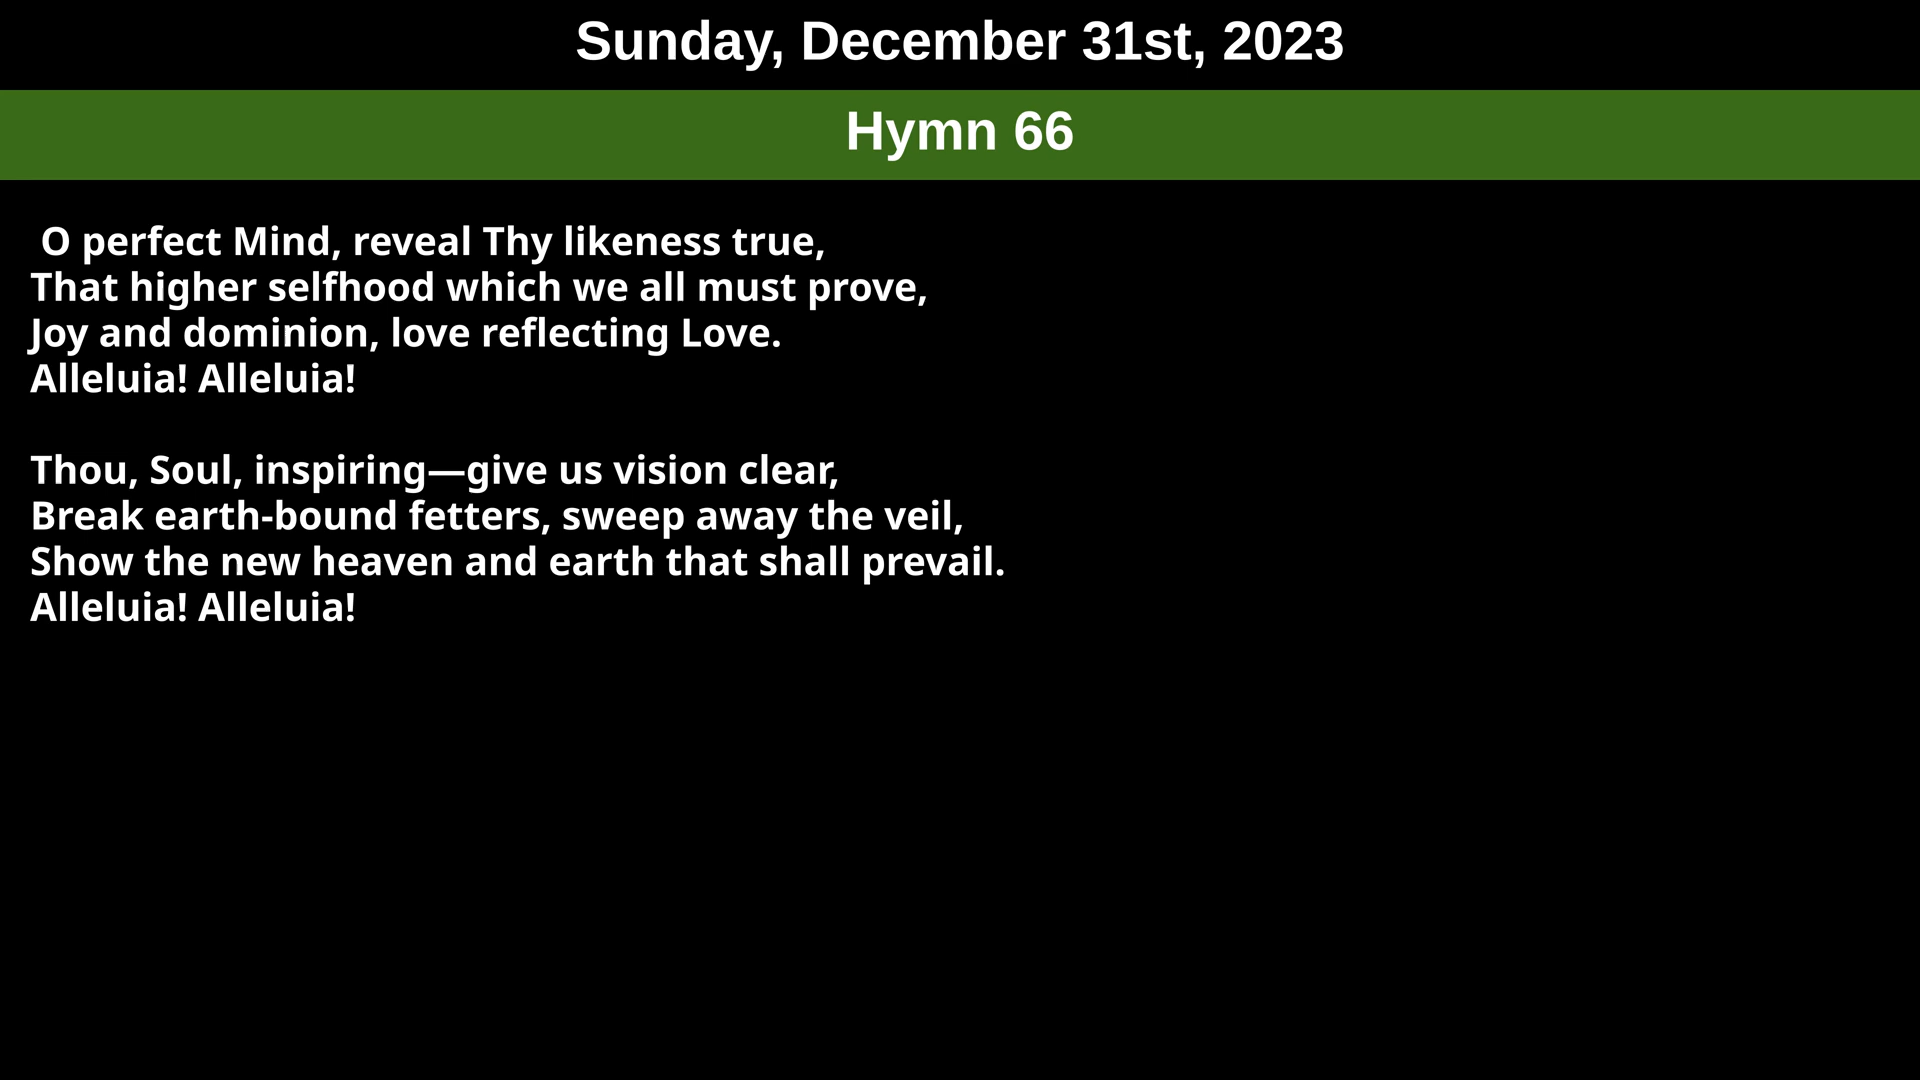 Sunday, December 31st, 2023
Hymn 66
O perfect Mind, reveal Thy likeness true,
That higher selfhood which we all must prove,
Joy and dominion, love reflecting Love.
Alleluia! Alleluia!
Thou, Soul, inspiring—give us vision clear,
Break earth-bound fetters, sweep away the veil,
Show the new heaven and earth that shall prevail.
Alleluia! Alleluia!